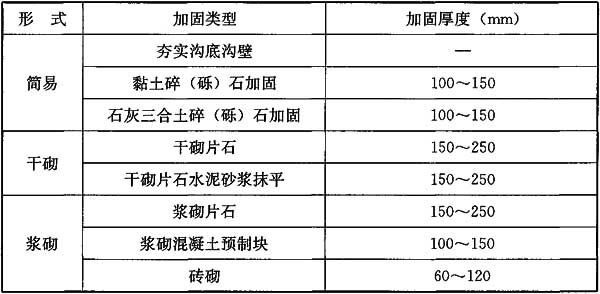 形 式 加固类型 加固厚度（mm）
简易 夯实沟底沟壁 —
黏土碎（砾）石加固 100～150
石灰三合土碎（砾）石加固 100～150
干砌 干砌片石 150～250
干砌片石水泥砂浆抹平 150～250
浆砌 浆砌片石 150～250
浆砌混凝土预制块 100～150
砖砌 60～120